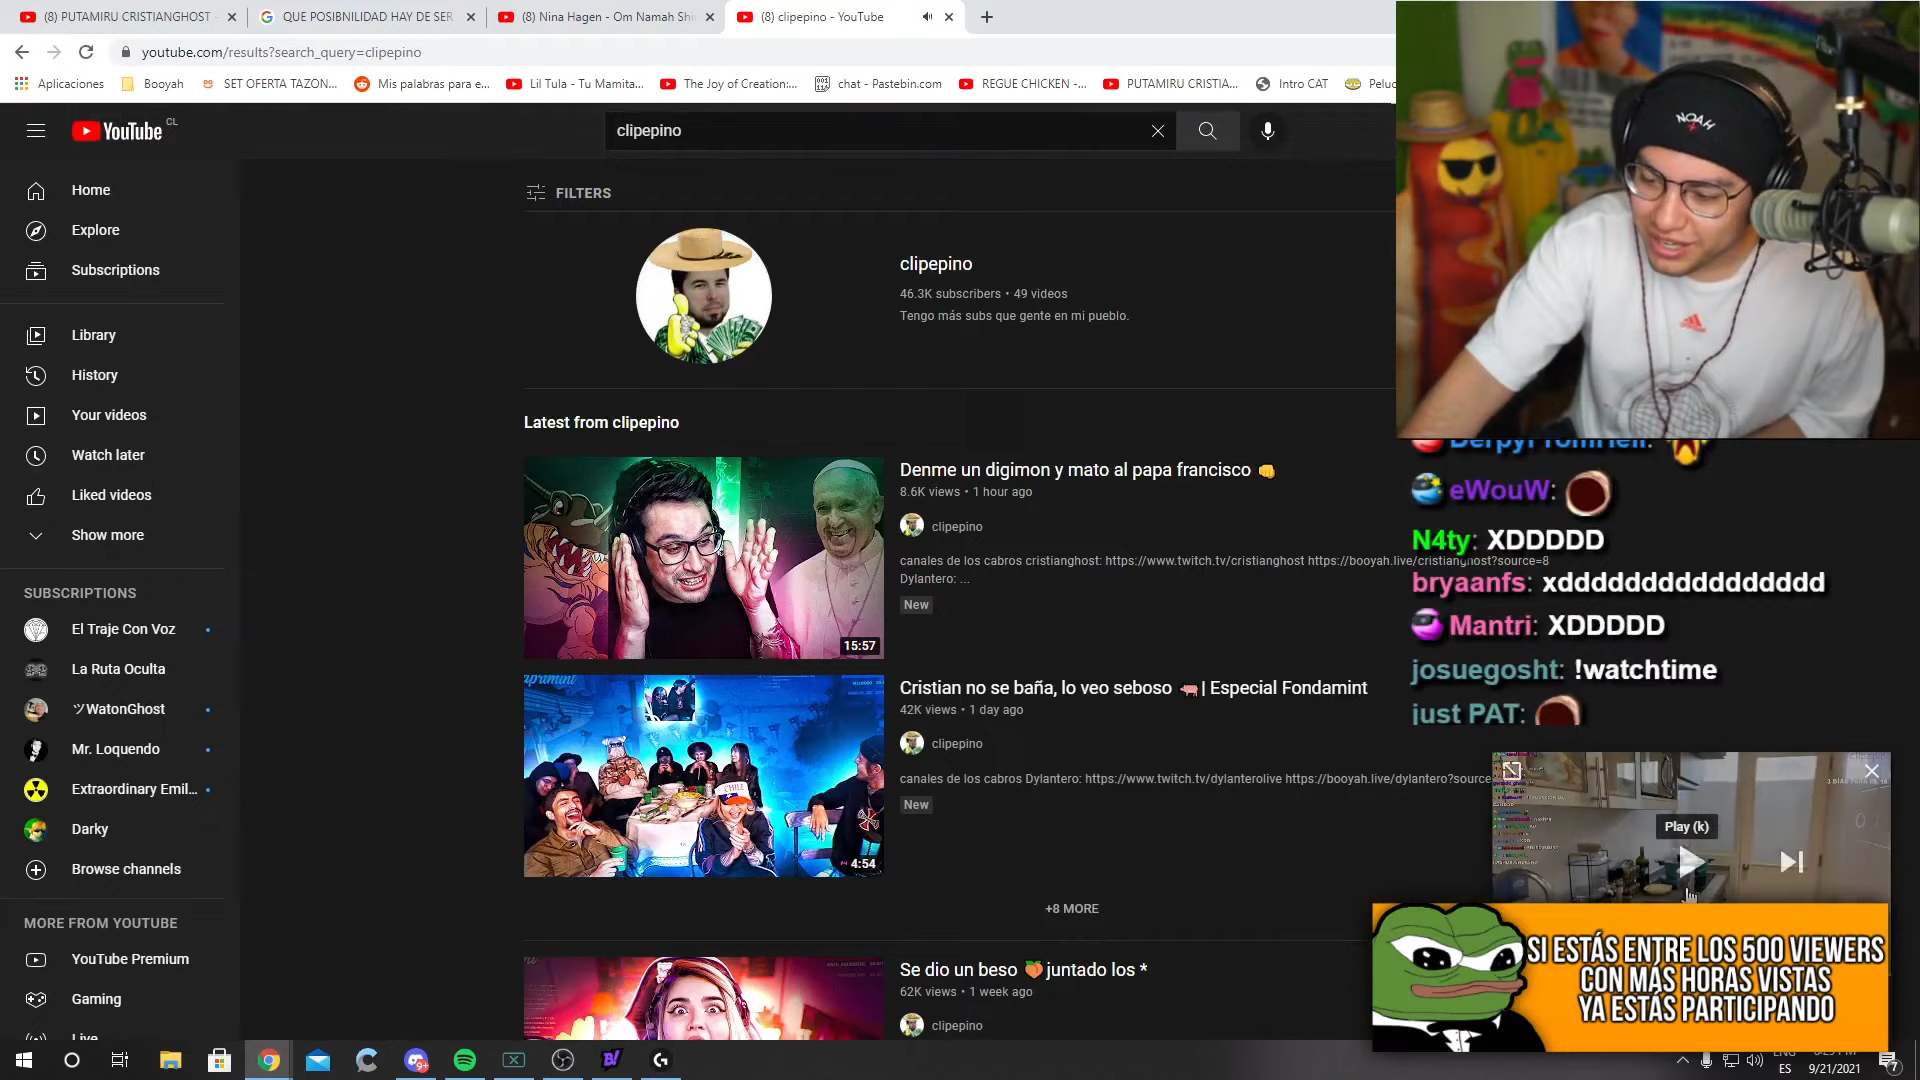 (8) PUTAMIRU CRISTIANGHOST
QUE POSIBNILIDAD HAY DE SER
(8) Nina Hagen - Om Namah Shi
(8) clipepino - YouTube
youtube.com/results?search_query=clipepino
Aplicaciones
Booyah
SET OFERTA TAZON...
Mis palabras para e...
Lil Tula - Tu Mamita...
The Joy of Creation:...
chat - Pastebin.com
REGUE CHICKEN -...
PUTAMIRU CRISTIA...
Intro CAT
YouTube CL
clipepino
NOAH
Home
Explore
Subscriptions
Library
History
Your videos
Watch later
Liked videos
Show more
SUBSCRIPTIONS
El Traje Con Voz
La Ruta Oculta
ツWatonGhost
Mr. Loquendo
Extraordinary Emil...
Darky
Browse channels
MORE FROM YOUTUBE
YouTube Premium
Gaming
Live
FILTERS
clipepino
46.3K subscribers • 49 videos
Tengo más subs que gente en mi pueblo.
Latest from clipepino
Denme un digimon y mato al papa francisco 👊
8.6K views • 1 hour ago
clipepino
canales de los cabros cristianghost: https://www.twitch.tv/cristianghost https://booyah.live/cristianghost?source=8
Dylantero: ...
New
15:57
Cristian no se baña, lo veo seboso 🐖 | Especial Fondamint
42K views • 1 day ago
clipepino
canales de los cabros Dylantero: https://www.twitch.tv/dylanterolive https://booyah.live/dylantero?source
New
CHILE
4:54
+8 MORE
Se dio un beso 🍑 juntado los *
62K views • 1 week ago
clipepino
DerpyFromHell:
eWouW:
N4ty: XDDDDD
bryaanfs: xdddddddddddddddd
Mantri: XDDDDD
josuegosht: !watchtime
just PAT:
Play (k)
SI ESTÁS ENTRE LOS 500 VIEWERS
CON MÁS HORAS VISTAS
YA ESTÁS PARTICIPANDO
9+
ENG
ES
9/21/2021
7